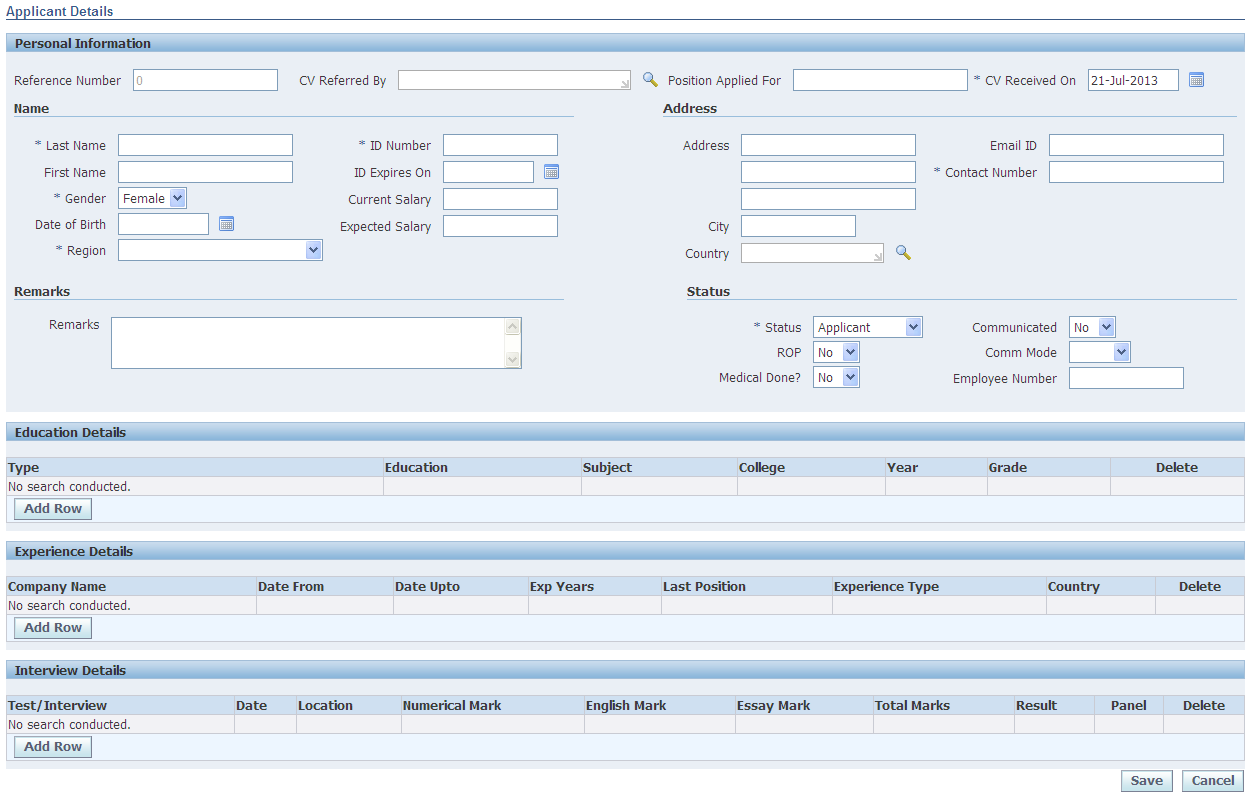 Applicant Details
Personal Information
Reference Number 0 CV Referred By Position Applied For * CV Received On 21-Jul-2013
Name Address
* Last Name * ID Number Address Email ID
First Name ID Expires On * Contact Number
* Gender Female Current Salary
Date of Birth Expected Salary City
* Region Country
Remarks Status
Remarks * Status Applicant Communicated No
ROP No Comm Mode
Medical Done? No Employee Number
Education Details
Type Education Subject College Year Grade Delete
No search conducted.
Add Row
Experience Details
Company Name Date From Date Upto Exp Years Last Position Experience Type Country Delete
No search conducted.
Add Row
Interview Details
Test/Interview Date Location Numerical Mark English Mark Essay Mark Total Marks Result Panel Delete
No search conducted.
Add Row
Save Cancel